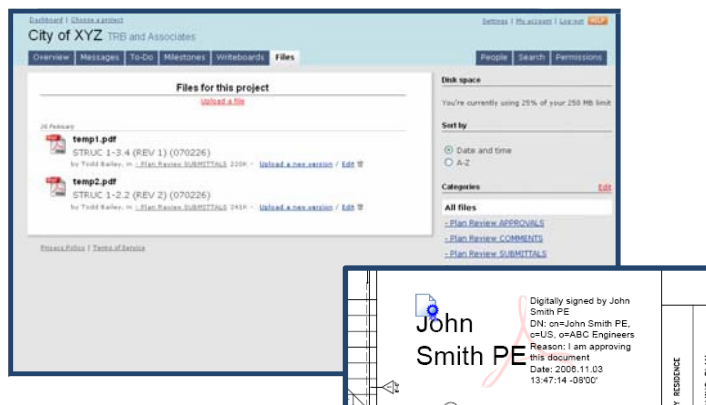 Dashboard | Choose a project
Settings | My account | Log out HELP
City of XYZ TRB and Associates
Overview Messages To-Do Milestones Writeboards Files
People Search Permissions
Files for this project
Upload a file
26 February
temp1.pdf
STRUC 1-3.4 (REV 1) (070226)
by Todd Bailey, in - Plan Review SUBMITTALS 220K - Upload a new version / Edit
temp2.pdf
STRUC 1-2.2 (REV 2) (070226)
by Todd Bailey, in - Plan Review SUBMITTALS 241K - Upload a new version / Edit
Privacy Policy | Terms of Service
Disk space
You're currently using 25% of your 250 MB limit
Sort by
Date and time
A-Z
Categories Edit
All files
- Plan Review APPROVALS
- Plan Review COMMENTS
- Plan Review SUBMITTALS
John
Smith PE
Digitally signed by John
Smith PE
DN: cn=John Smith PE,
c=US, o=ABC Engineers
Reason: I am approving
this document
Date: 2006.11.03
13:47:14 -08'00'
RESIDENCE